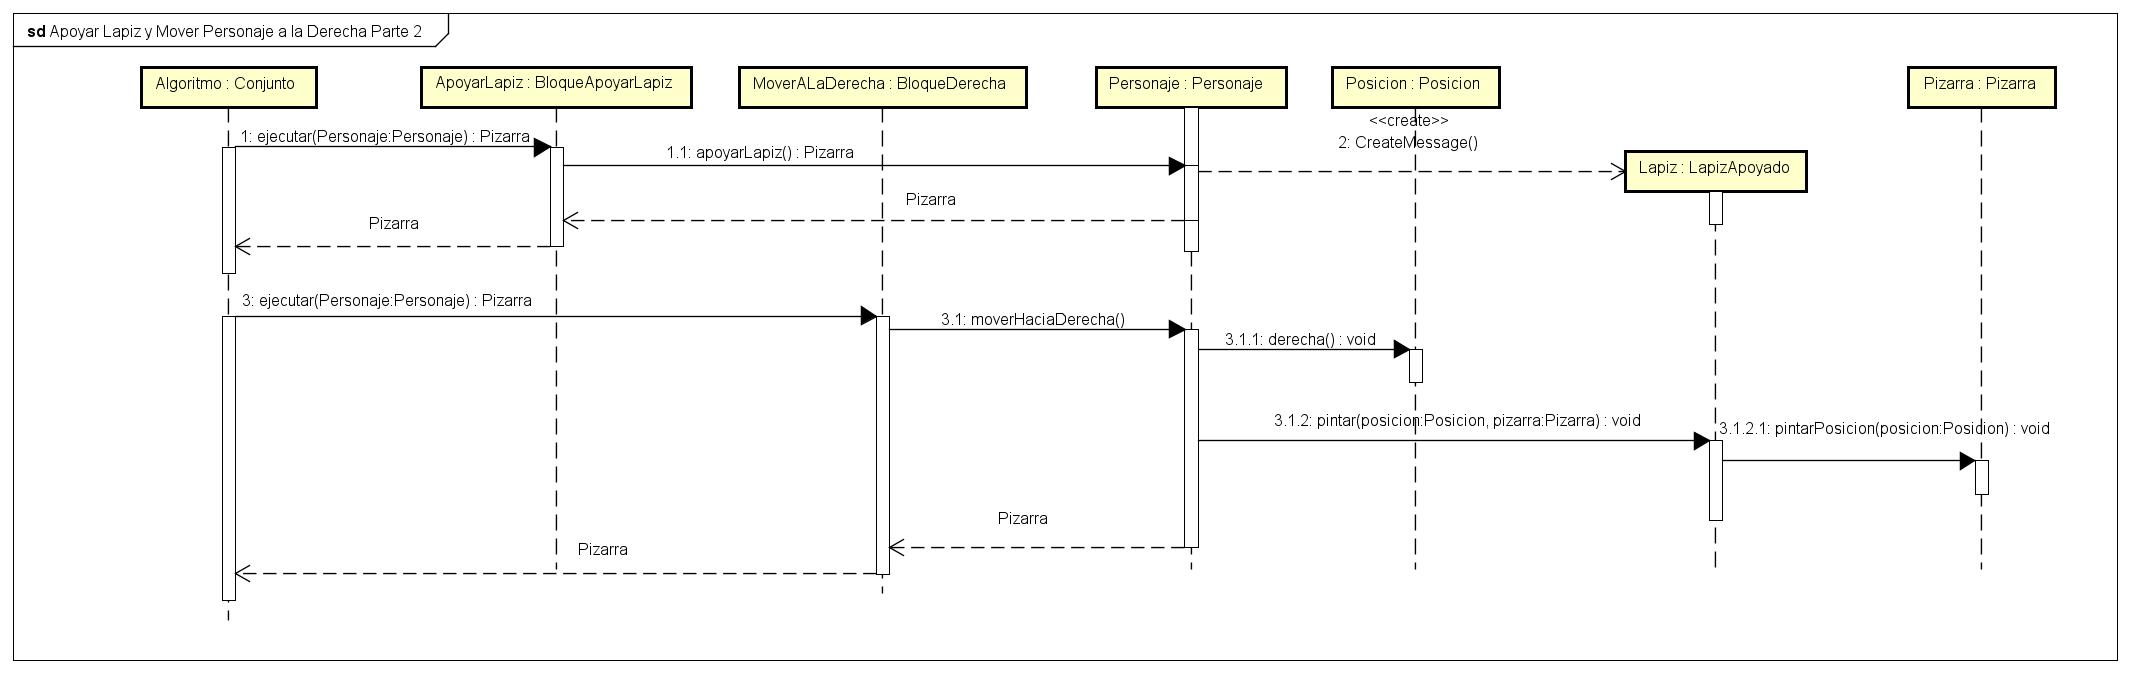 sd Apoyar Lapiz y Mover Personaje a la Derecha Parte 2
Algoritmo : Conjunto
ApoyarLapiz : BloqueApoyarLapiz
MoverALaDerecha : BloqueDerecha
Personaje : Personaje
Posicion : Posicion
Pizarra : Pizarra
<<create>>
1: ejecutar(Personaje:Personaje) : Pizarra
2: CreateMessage()
1.1: apoyarLapiz() : Pizarra
Lapiz : LapizApoyado
Pizarra
Pizarra
3: ejecutar(Personaje:Personaje) : Pizarra
3.1: moverHaciaDerecha()
3.1.1: derecha() : void
3.1.2: pintar(posicion:Posicion, pizarra:Pizarra) : void
3.1.2.1: pintarPosicion(posicion:Posicion) : void
Pizarra
Pizarra